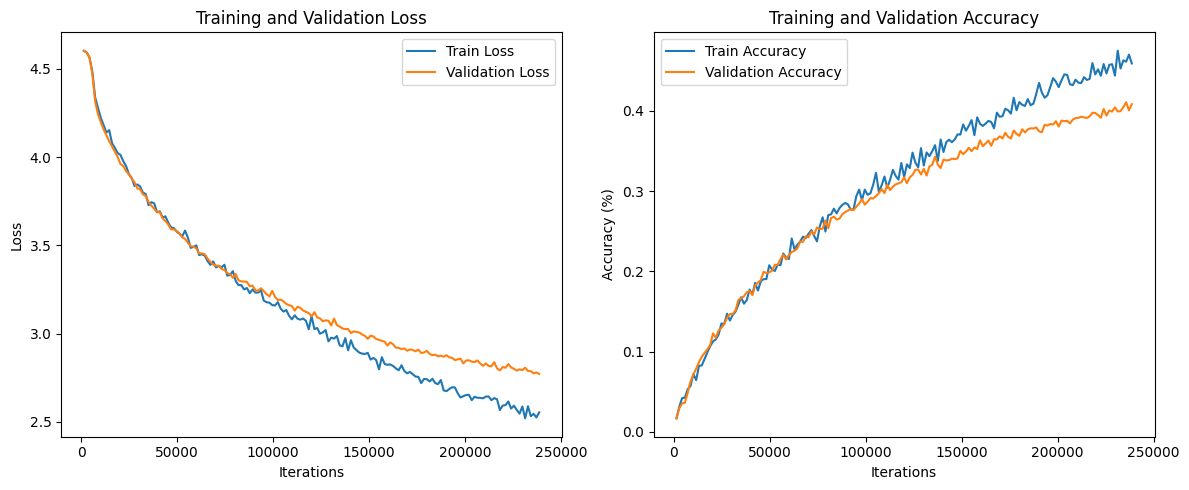 Training and Validation Loss
Train Loss
Validation Loss
4.5
4.0
3.5
3.0
2.5
Loss
0
50000
100000
150000
200000
250000
Iterations
Training and Validation Accuracy
Train Accuracy
Validation Accuracy
0.4
0.3
0.2
0.1
0.0
Accuracy (%)
0
50000
100000
150000
200000
250000
Iterations